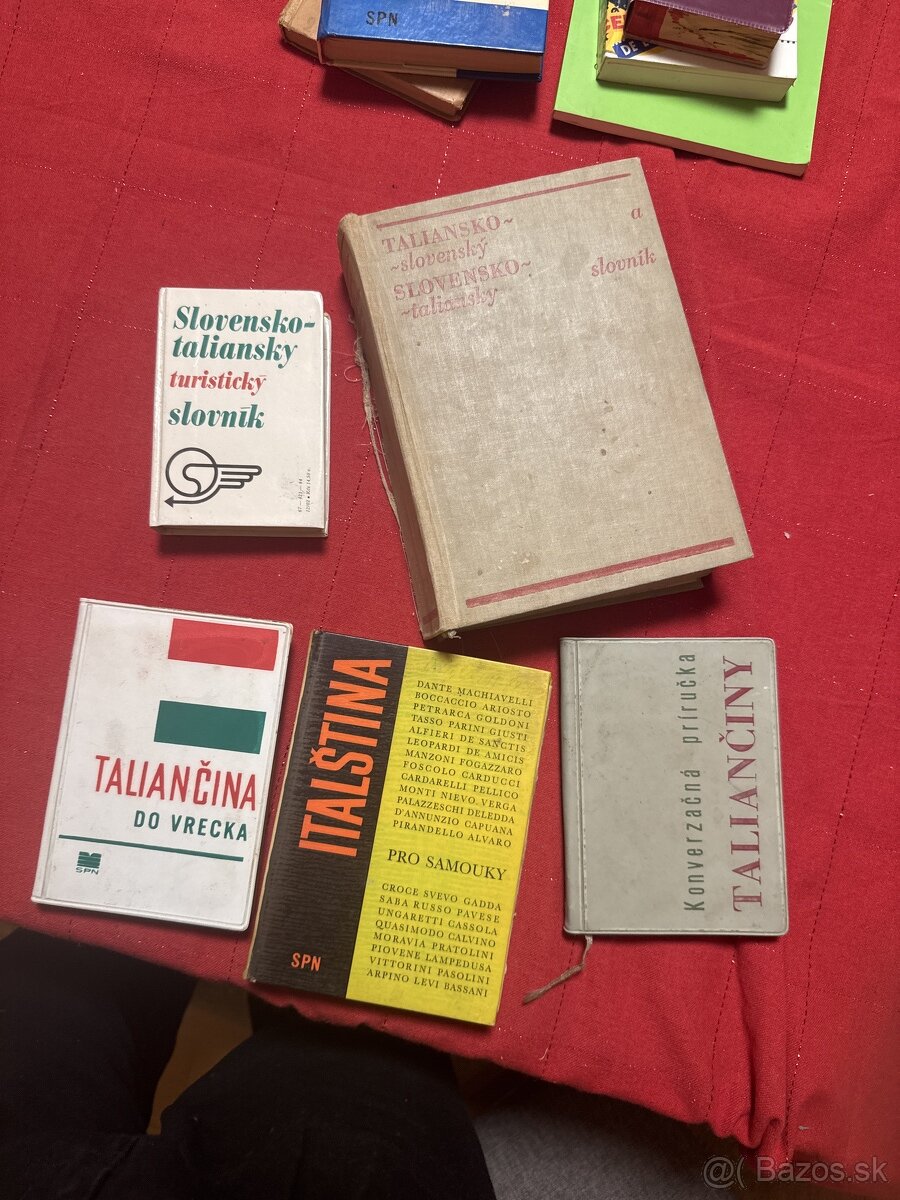 SPN
DE
TALIANSKO~
~slovenský
a
SLOVENSKO~
~taliansky
slovník
Slovensko-
taliansky
turistický
slovník
S
TALIANČINA
DO VRECKA
SPN
ITALŠTINA
DANTE MACHIAVELLI
BOCCACCIO ARIOSTO
PETRARCA GOLDONI
TASSO PARINI GIUSTI
ALFIERI DE SANCTIS
LEOPARDI DE AMICIS
MANZONI FOGAZZARO
FOSCOLO CARDUCCI
CARDARELLI PELLICO
MONTI NIEVO VERGA
PALAZZESCHI DELEDDA
D'ANNUNZIO CAPUANA
PIRANDELLO ALVARO
PRO SAMOUKY
CROCE SVEVO GADDA
SABA RUSSO PAVESE
UNGARETTI CASSOLA
QUASIMODO CALVINO
MORAVIA PRATOLINI
PIOVENE LAMPEDUSA
VITTORINI PASOLINI
ARPINO LEVI BASSANI
SPN
Konverzačná príručka
TALIANČINY
@( Bazos.sk